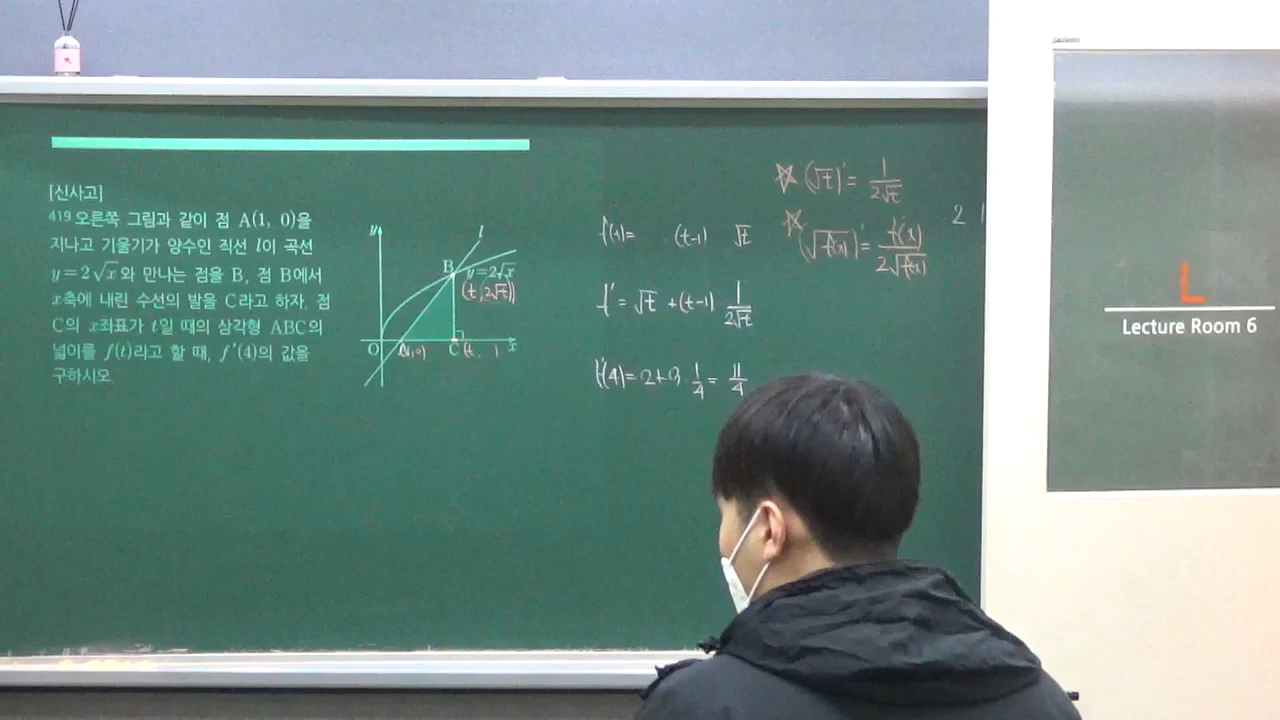 [신사고]
419 오른쪽 그림과 같이 점 A(1, 0)을
지나고 기울기가 양수인 직선 l이 곡선
y=2√x와 만나는 점을 B, 점 B에서
x축에 내린 수선의 발을 C라고 하자. 점
C의 x좌표가 t일 때의 삼각형 ABC의
넓이를 f(t)라고 할 때, f′(4)의 값을
구하시오.
y
l
B
y=2√x
(t, 2√t)
O
C
x
f(t)= (t-1) √t
f′ = √t + (t-1) 1/2√t
f′(4)= 2+3 1/4 = 11/4
☆ (√t)′= 1/2√t
☆ (√f(x))′= f′(x)/2√f(x)
2
L
Lecture Room 6